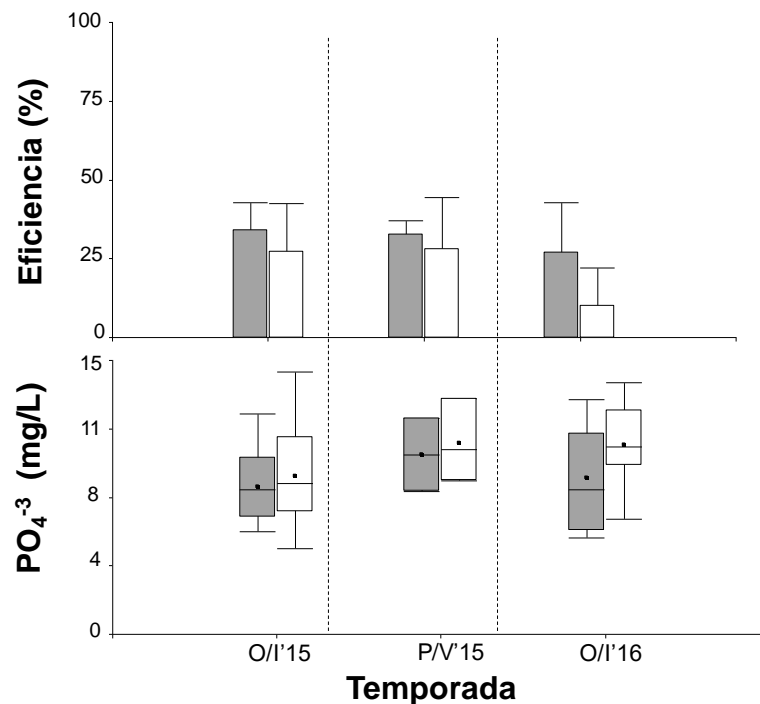 Eficiencia (%)
100
75
50
25
0
PO₄⁻³ (mg/L)
15
11
8
4
0
O/I'15
P/V'15
O/I'16
Temporada